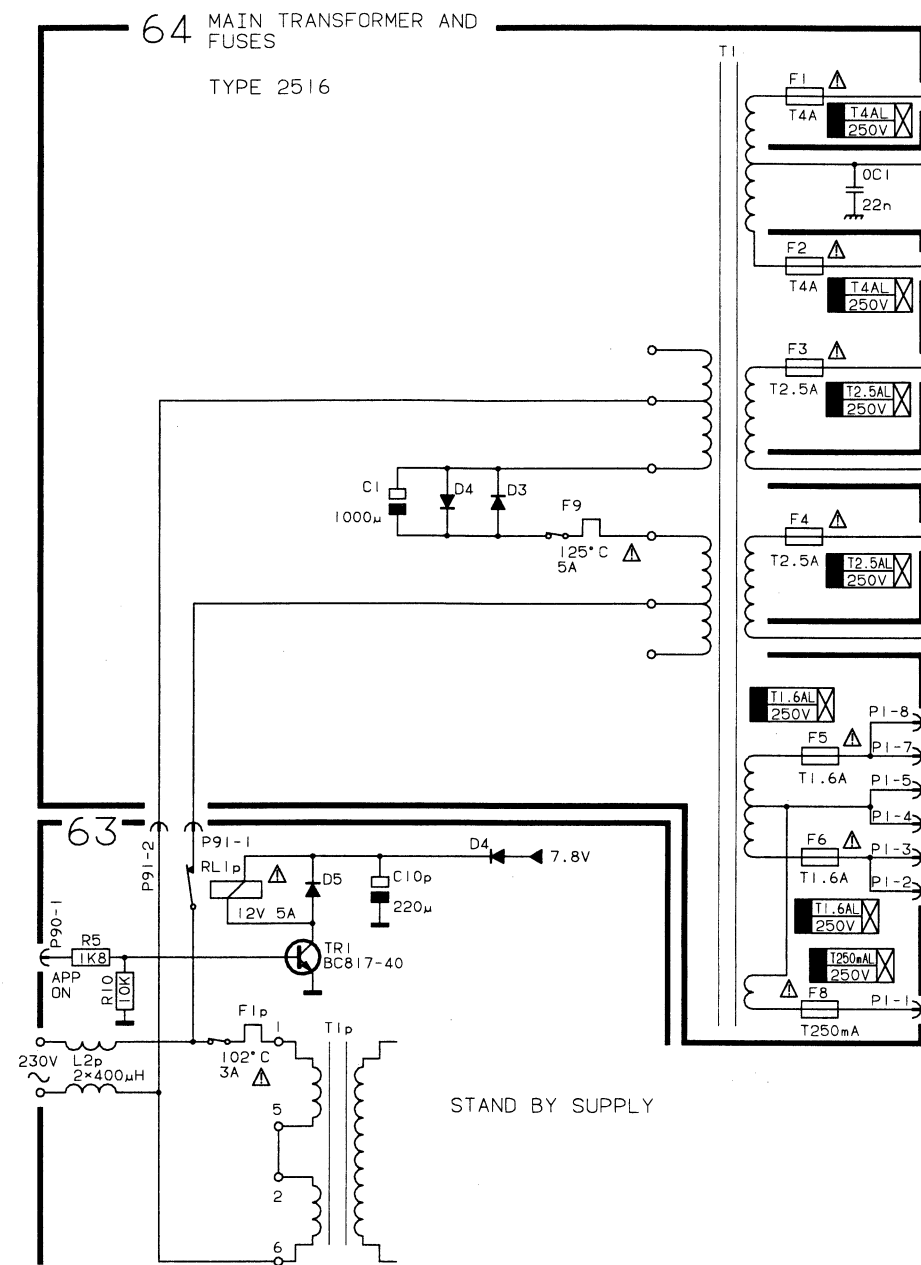 64 MAIN TRANSFORMER AND
FUSES
TYPE 2516
T1
F1
T4A
T4AL
250V
OC1
22n
F2
T4A
T4AL
250V
F3
T2.5A
T2.5AL
250V
C1
1000µ
D4
D3
F9
125°C
5A
F4
T2.5A
T2.5AL
250V
T1.6AL
250V
F5
T1.6A
P1-8
P1-7
P1-5
P1-4
F6
T1.6A
P1-3
P1-2
T1.6AL
250V
T250mAL
250V
F8
T250mA
P1-1
63
P91-2
P91-1
RL1p
12V 5A
D5
C10p
220µ
D4
7.8V
P90-1
APP
ON
R5
1K8
R10
10K
TR1
BC817-40
230V
~
L2p
2×400µH
F1p
102°C
3A
1
T1p
5
2
6
STAND BY SUPPLY